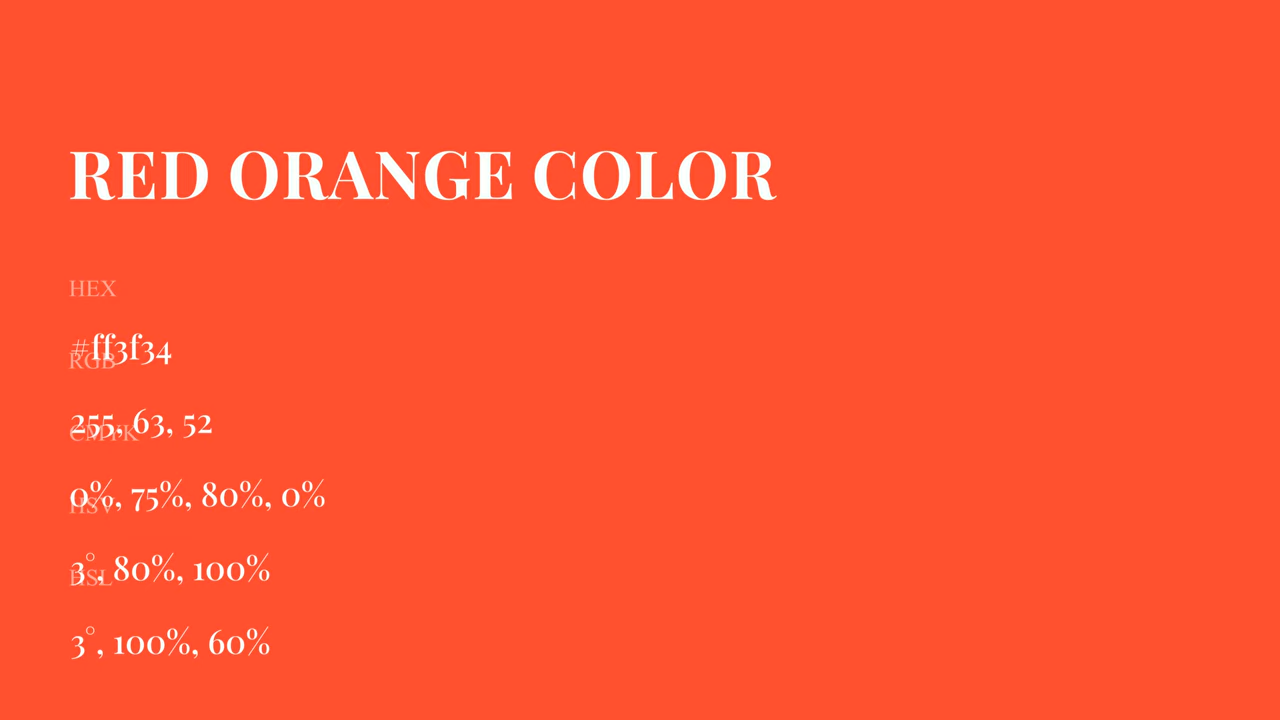 RED ORANGE COLOR
HEX
#ff3f34
RGB
255, 63, 52
CMYK
0%, 75%, 80%, 0%
HSV
3°, 80%, 100%
HSL
3°, 100%, 60%